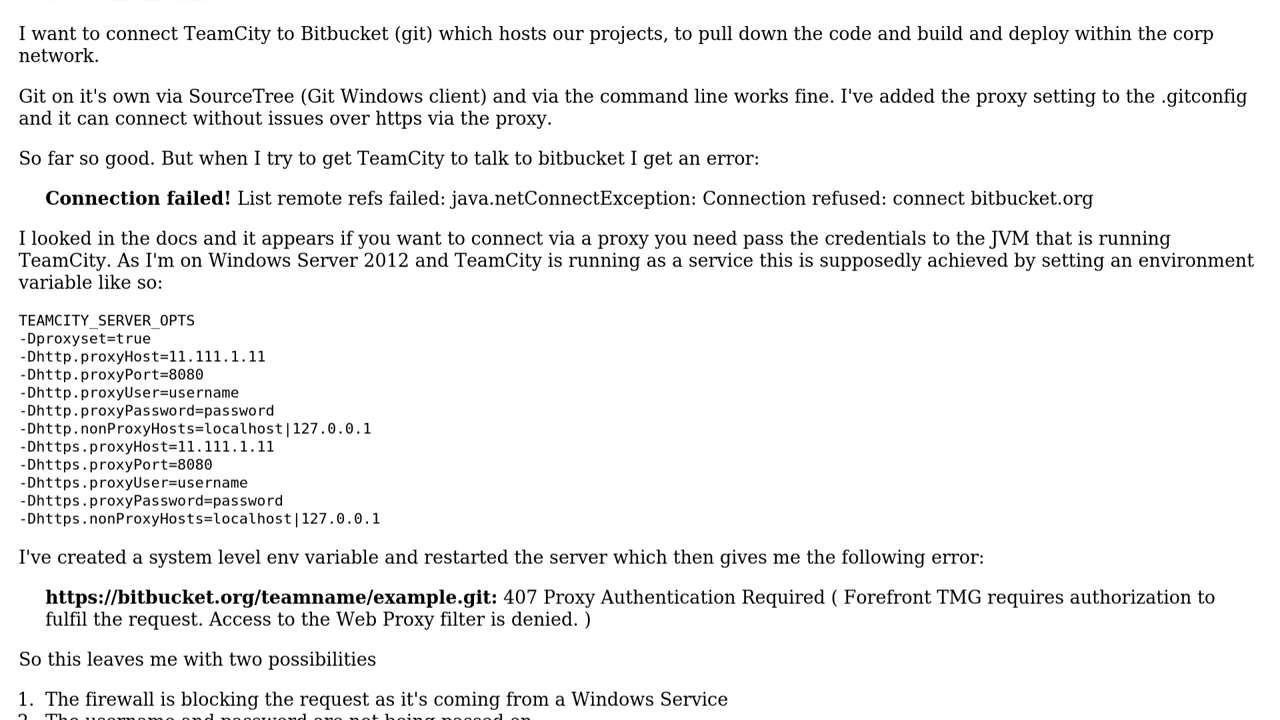 I want to connect TeamCity to Bitbucket (git) which hosts our projects, to pull down the code and build and deploy within the corp
network.
Git on it's own via SourceTree (Git Windows client) and via the command line works fine. I've added the proxy setting to the .gitconfig
and it can connect without issues over https via the proxy.
So far so good. But when I try to get TeamCity to talk to bitbucket I get an error:
Connection failed! List remote refs failed: java.netConnectException: Connection refused: connect bitbucket.org
I looked in the docs and it appears if you want to connect via a proxy you need pass the credentials to the JVM that is running
TeamCity. As I'm on Windows Server 2012 and TeamCity is running as a service this is supposedly achieved by setting an environment
variable like so:
TEAMCITY_SERVER_OPTS
-Dproxyset=true
-Dhttp.proxyHost=11.111.1.11
-Dhttp.proxyPort=8080
-Dhttp.proxyUser=username
-Dhttp.proxyPassword=password
-Dhttp.nonProxyHosts=localhost|127.0.0.1
-Dhttps.proxyHost=11.111.1.11
-Dhttps.proxyPort=8080
-Dhttps.proxyUser=username
-Dhttps.proxyPassword=password
-Dhttps.nonProxyHosts=localhost|127.0.0.1
I've created a system level env variable and restarted the server which then gives me the following error:
https://bitbucket.org/teamname/example.git: 407 Proxy Authentication Required ( Forefront TMG requires authorization to
fulfil the request. Access to the Web Proxy filter is denied. )
So this leaves me with two possibilities
1. The firewall is blocking the request as it's coming from a Windows Service
2. The username and password are not being passed on